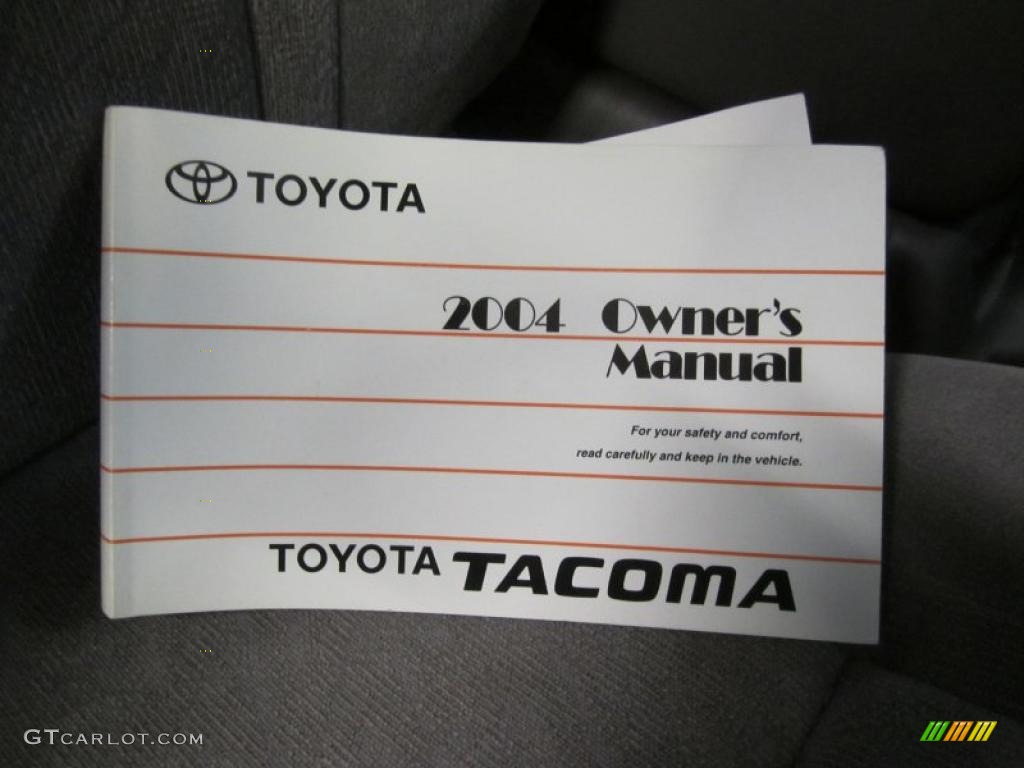 TOYOTA
2004 Owner's
Manual
For your safety and comfort,
read carefully and keep in the vehicle.
TOYOTA TACOMA
GTCARLOT.COM